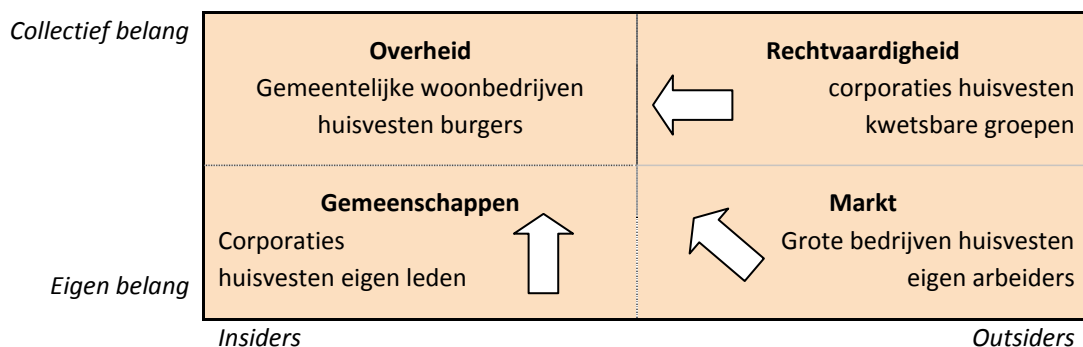 Collectief belang
Overheid
Gemeentelijke woonbedrijven
huisvesten burgers
Rechtvaardigheid
corporaties huisvesten
kwetsbare groepen
Gemeenschappen
Corporaties
huisvesten eigen leden
Markt
Grote bedrijven huisvesten
eigen arbeiders
Eigen belang
Insiders
Outsiders